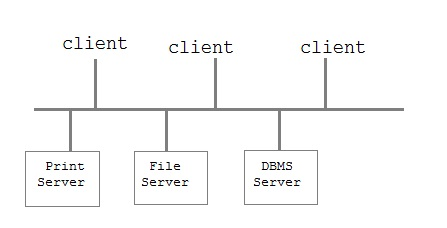 client
client
client
Print
Server
File
Server
DBMS
Server